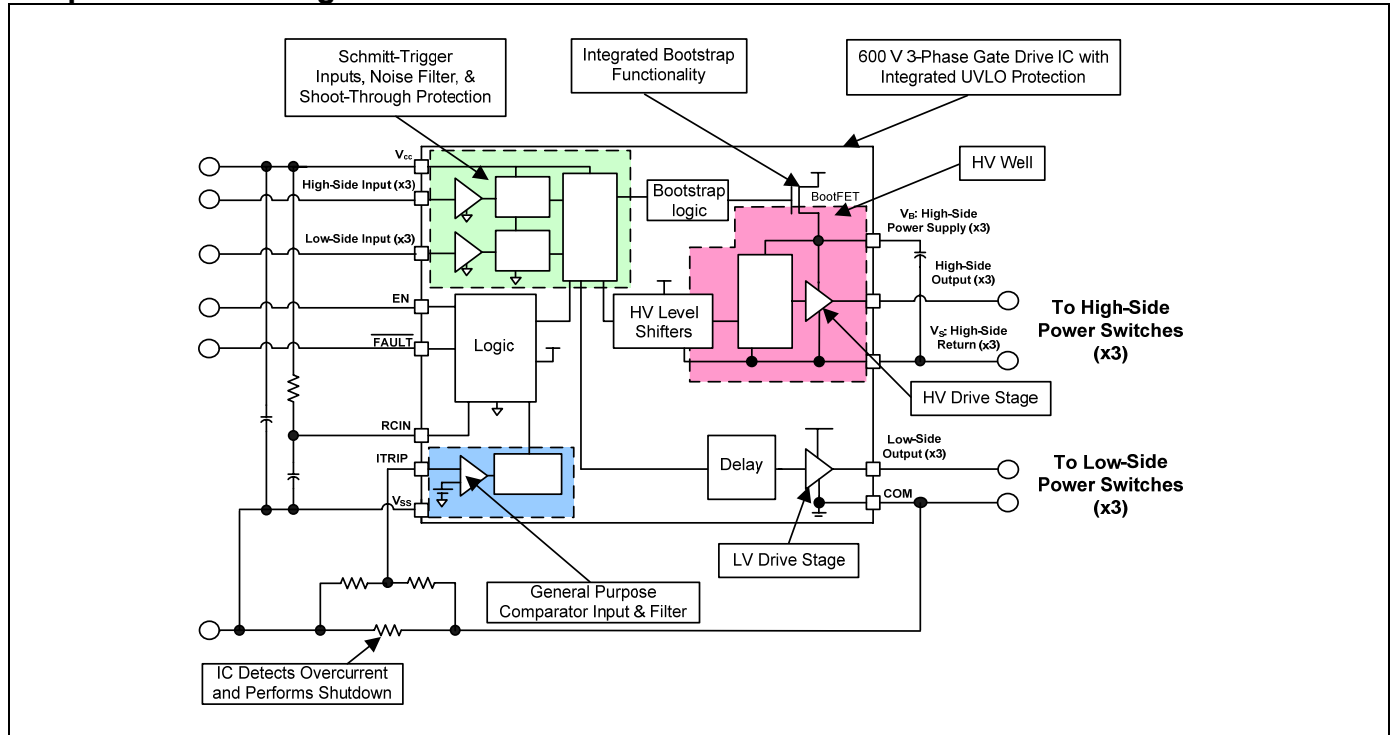 Schmitt-Trigger
Inputs, Noise Filter, &
Shoot-Through Protection
Integrated Bootstrap
Functionality
600 V 3-Phase Gate Drive IC with
Integrated UVLO Protection
HV Well
Vcc
High-Side Input (x3)
Low-Side Input (x3)
EN
FAULT
RCIN
ITRIP
VSS
Bootstrap
logic
BootFET
HV Level
Shifters
Logic
Delay
VB: High-Side
Power Supply (x3)
High-Side
Output (x3)
VS: High-Side
Return (x3)
To High-Side
Power Switches
(x3)
HV Drive Stage
Low-Side
Output (x3)
COM
To Low-Side
Power Switches
(x3)
LV Drive Stage
General Purpose
Comparator Input & Filter
IC Detects Overcurrent
and Performs Shutdown